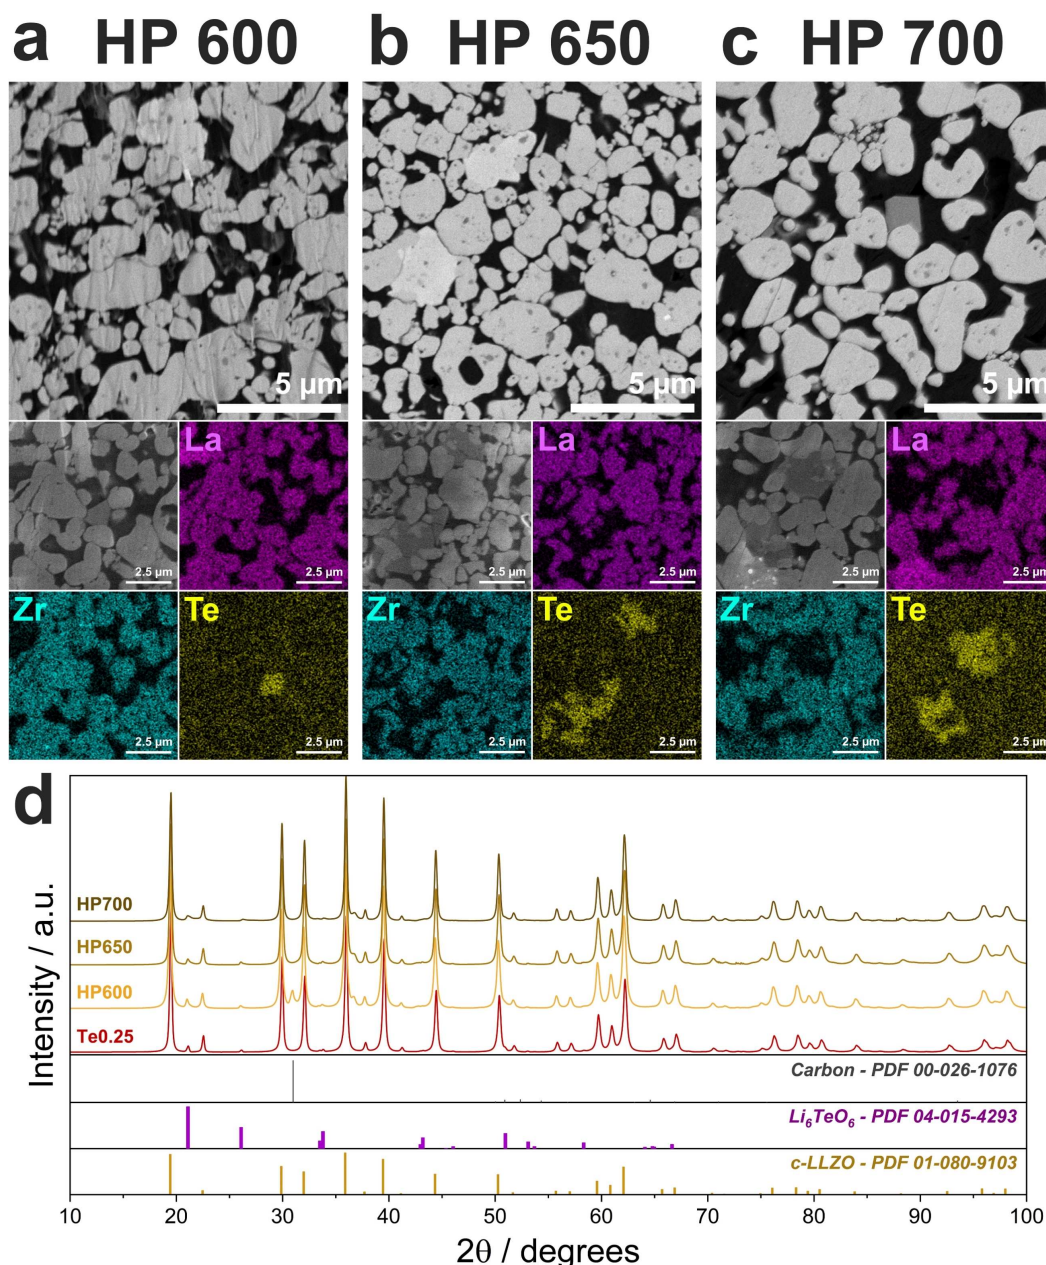 a HP 600 b HP 650 c HP 700
5 µm 5 µm 5 µm
La La La
2.5 µm 2.5 µm 2.5 µm 2.5 µm 2.5 µm 2.5 µm
Zr Te Zr Te Zr Te
2.5 µm 2.5 µm 2.5 µm 2.5 µm 2.5 µm 2.5 µm
d
HP700
HP650
HP600
Te0.25
Carbon - PDF 00-026-1076
Li₆TeO₆ - PDF 04-015-4293
c-LLZO - PDF 01-080-9103
Intensity / a.u.
10 20 30 40 50 60 70 80 90 100
2θ / degrees